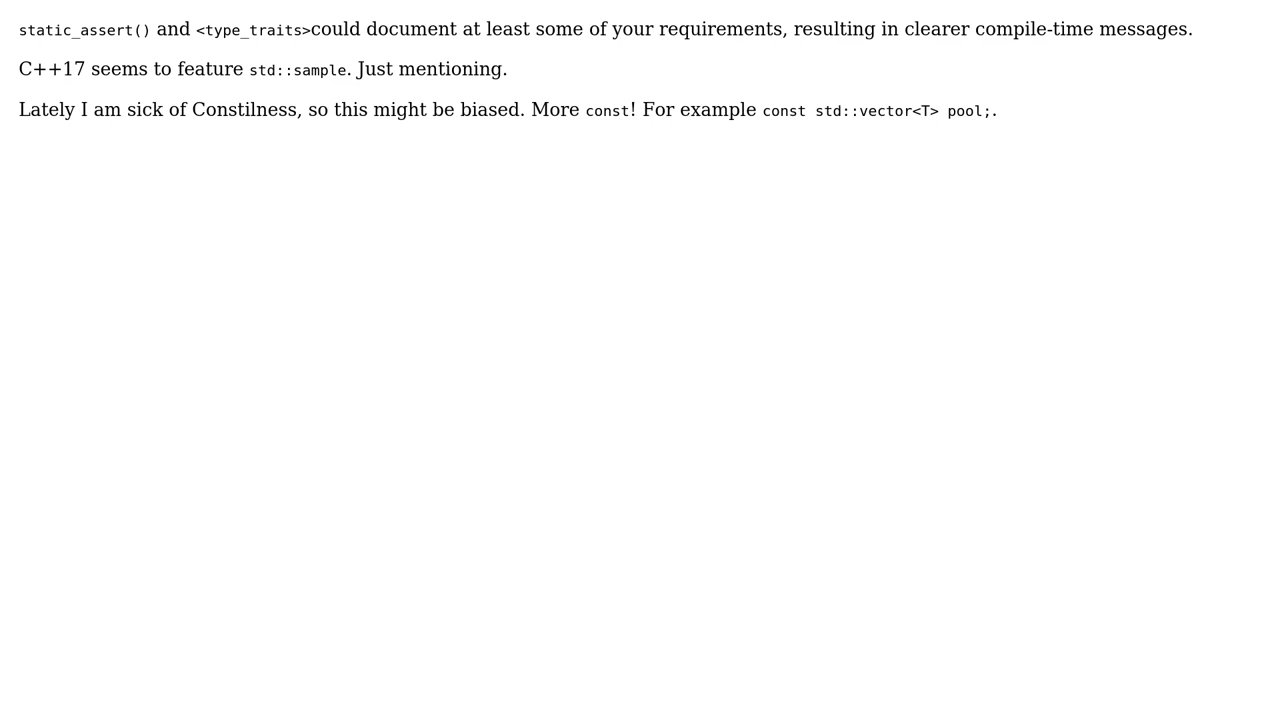 static_assert() and <type_traits>could document at least some of your requirements, resulting in clearer compile-time messages.
C++17 seems to feature std::sample. Just mentioning.
Lately I am sick of Constilness, so this might be biased. More const! For example const std::vector<T> pool;.